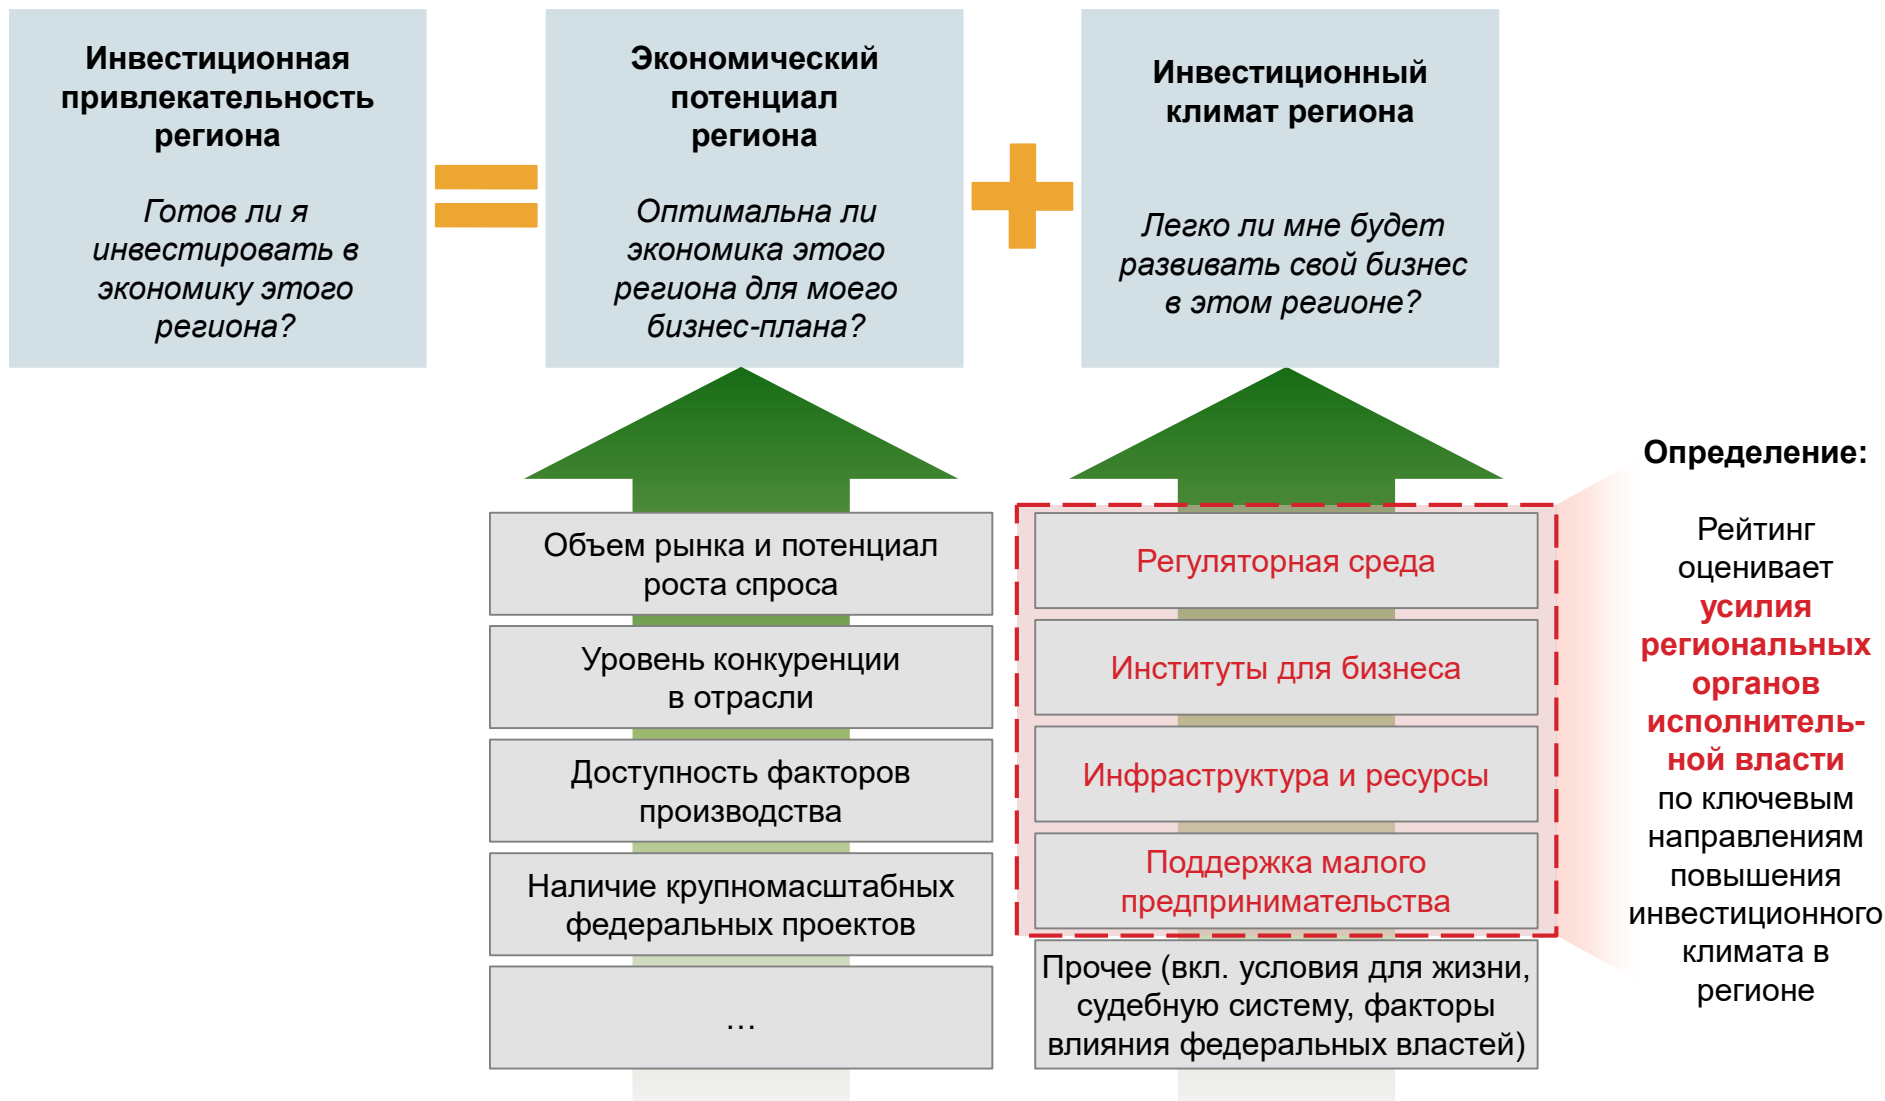 Инвестиционная
привлекательность
региона
Готов ли я
инвестировать в
экономику этого
региона?
Экономический
потенциал
региона
Оптимальна ли
экономика этого
региона для моего
бизнес-плана?
Инвестиционный
климат региона
Легко ли мне будет
развивать свой бизнес
в этом регионе?
Объем рынка и потенциал
роста спроса
Уровень конкуренции
в отрасли
Доступность факторов
производства
Наличие крупномасштабных
федеральных проектов
...
Регуляторная среда
Институты для бизнеса
Инфраструктура и ресурсы
Поддержка малого
предпринимательства
Прочее (вкл. условия для жизни,
судебную систему, факторы
влияния федеральных властей)
Определение:
Рейтинг
оценивает
усилия
региональных
органов
исполнитель-
ной власти
по ключевым
направлениям
повышения
инвестиционного
климата в
регионе